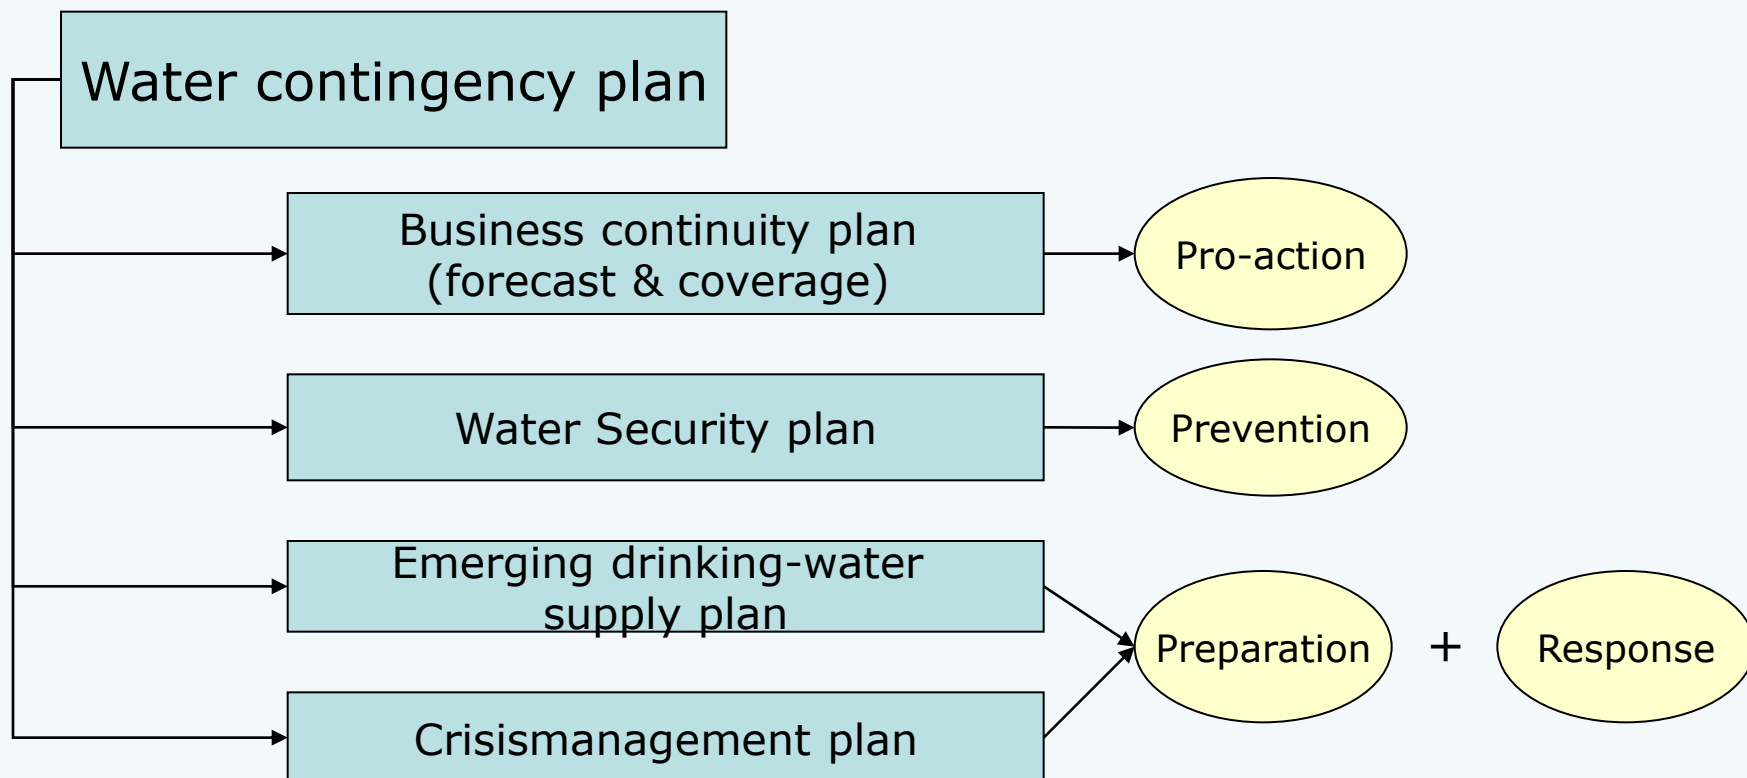 Water contingency plan
Business continuity plan
(forecast & coverage)
Pro-action
Water Security plan
Prevention
Emerging drinking-water
supply plan
Preparation + Response
Crisismanagement plan